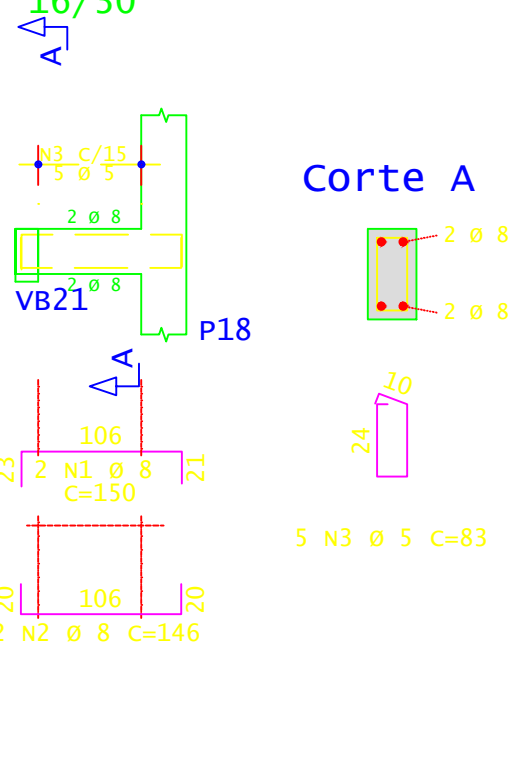 16/30
A
N3 C/15
5 Ø 5
2 Ø 8
2 Ø 8
VB21
P18
A
Corte A
2 Ø 8
2 Ø 8
106
23
21
2 N1 Ø 8
C=150
10
24
5 N3 Ø 5 C=83
20
106
20
2 N2 Ø 8 C=146